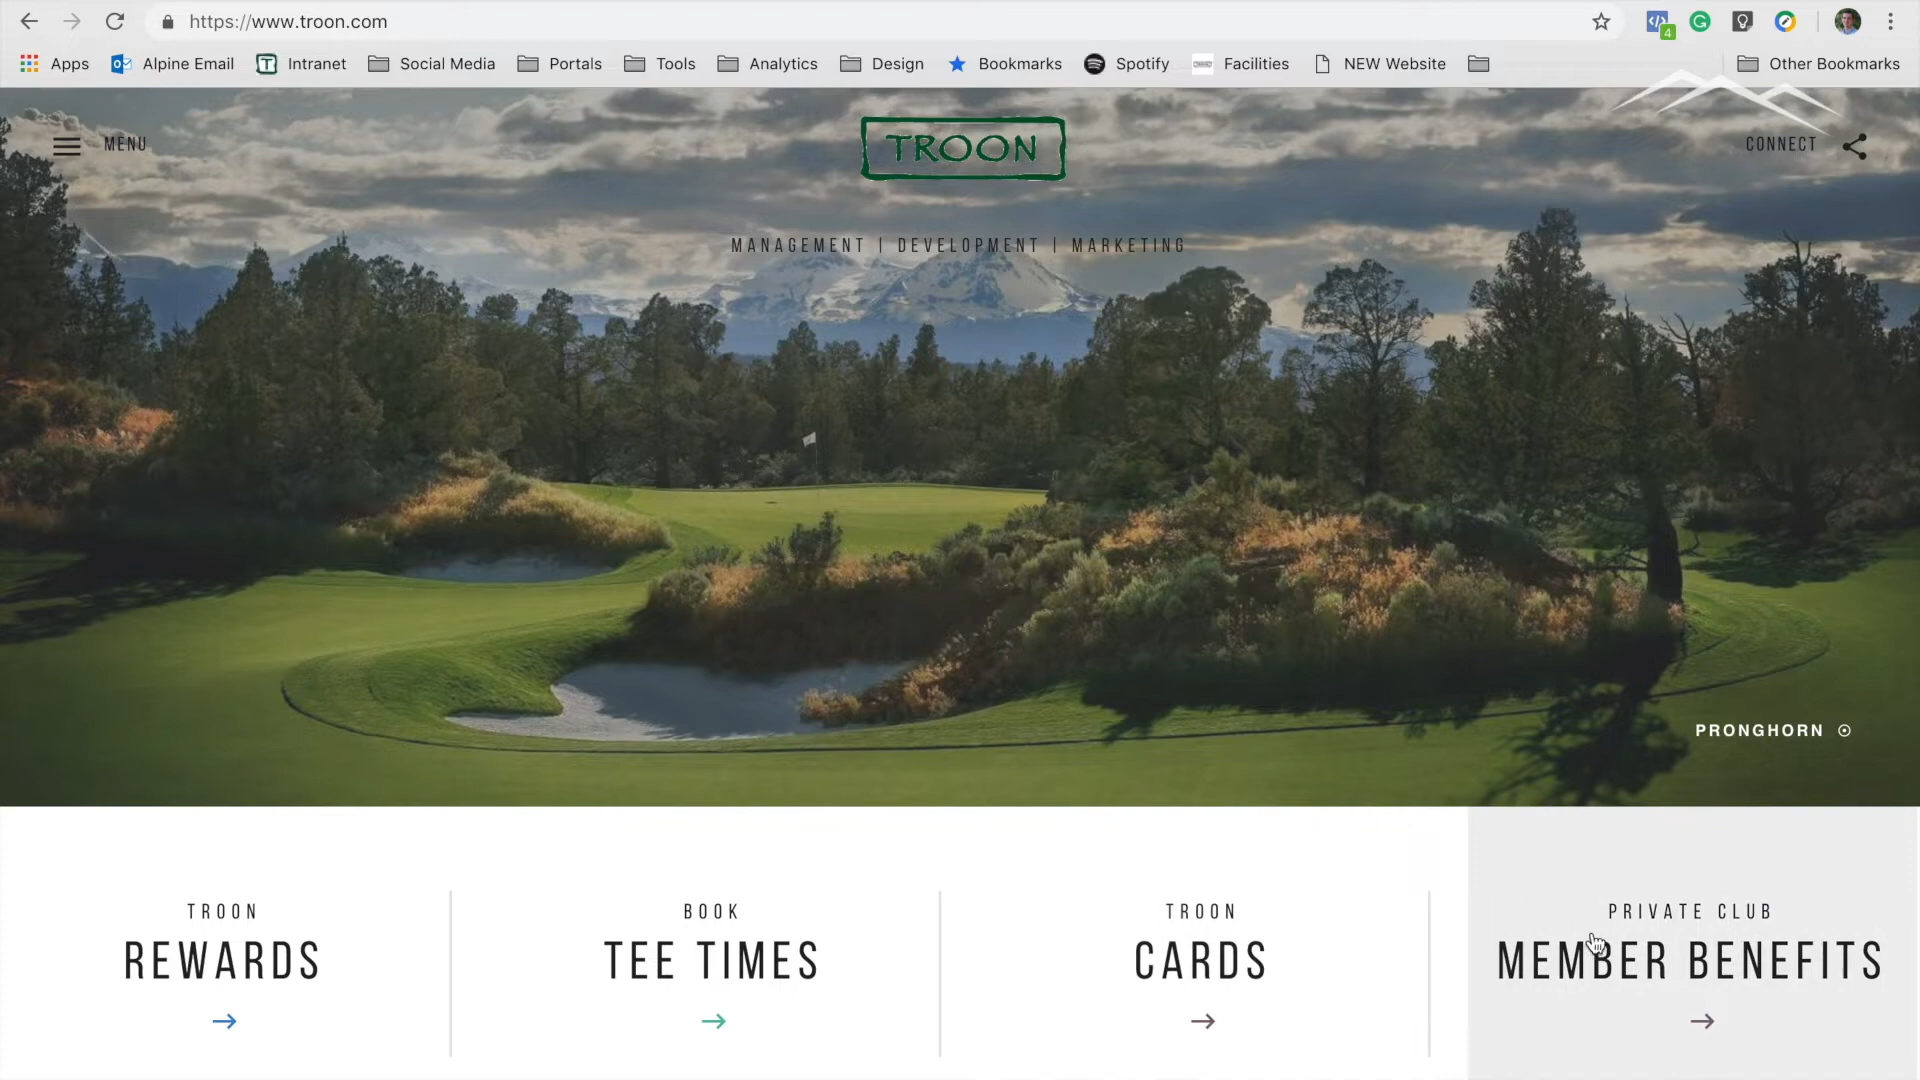 https://www.troon.com
4
Apps Alpine Email Intranet Social Media Portals Tools Analytics Design Bookmarks Spotify Facilities NEW Website Other Bookmarks
MENU
TROON
CONNECT
MANAGEMENT | DEVELOPMENT | MARKETING
PRONGHORN
TROON
REWARDS
BOOK
TEE TIMES
TROON
CARDS
PRIVATE CLUB
MEMBER BENEFITS